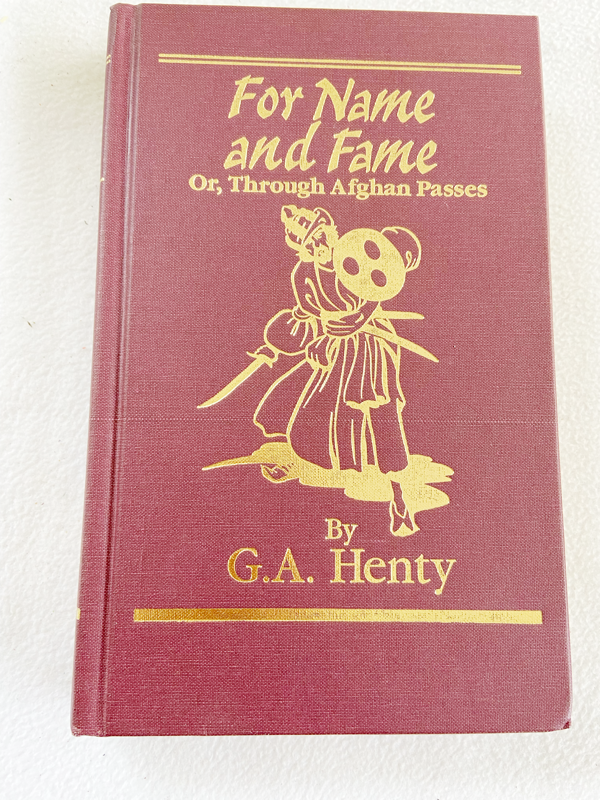 For Name
and Fame
Or, Through Afghan Passes
By
G.A. Henty